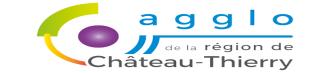 agglo
de la région de
Château-Thierry